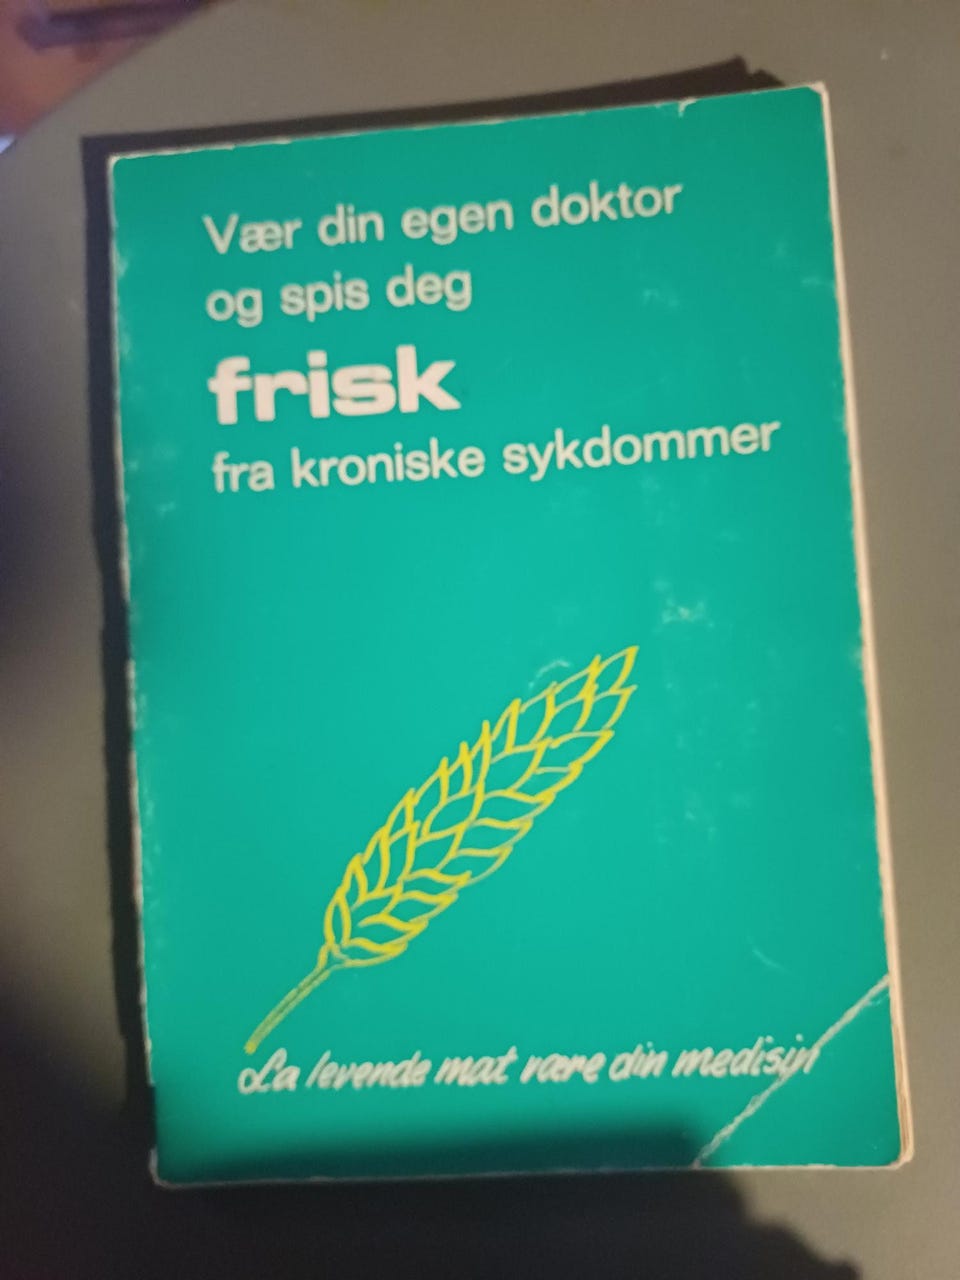 Vær din egen doktor
og spis deg
frisk
fra kroniske sykdommer
La levende mat være din medisin